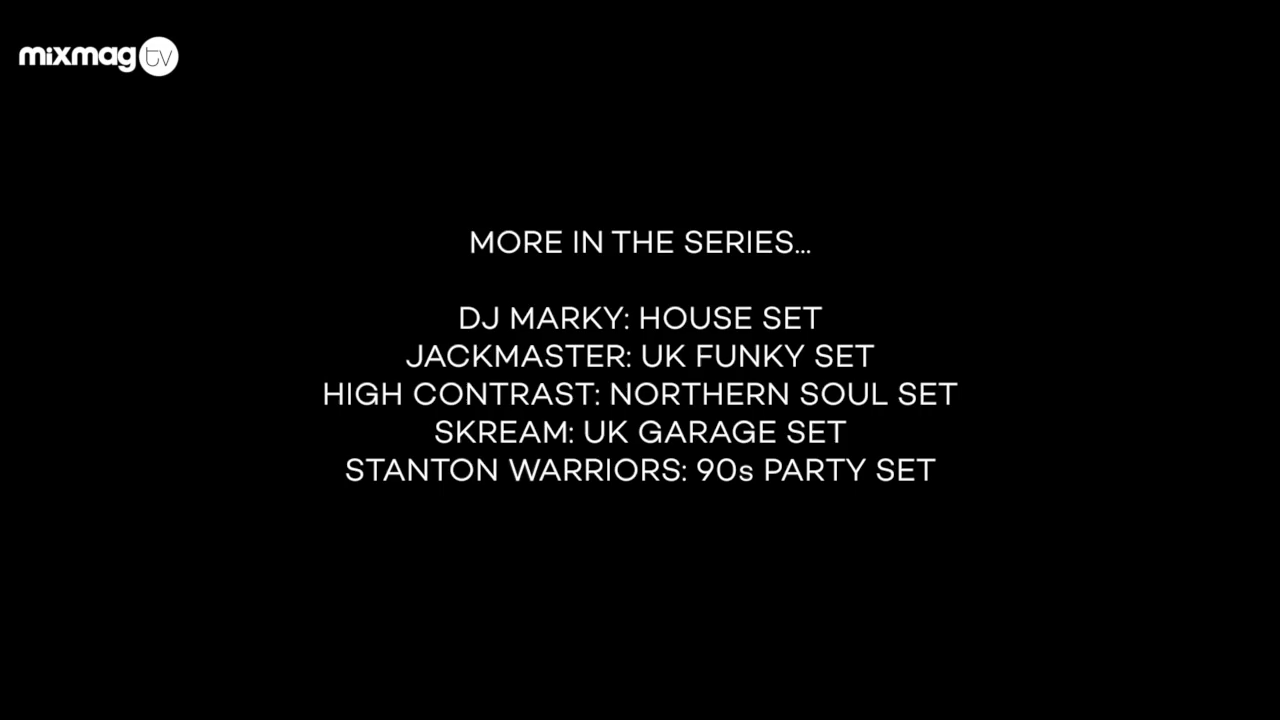 mixmag tv
MORE IN THE SERIES...
DJ MARKY: HOUSE SET
JACKMASTER: UK FUNKY SET
HIGH CONTRAST: NORTHERN SOUL SET
SKREAM: UK GARAGE SET
STANTON WARRIORS: 90s PARTY SET